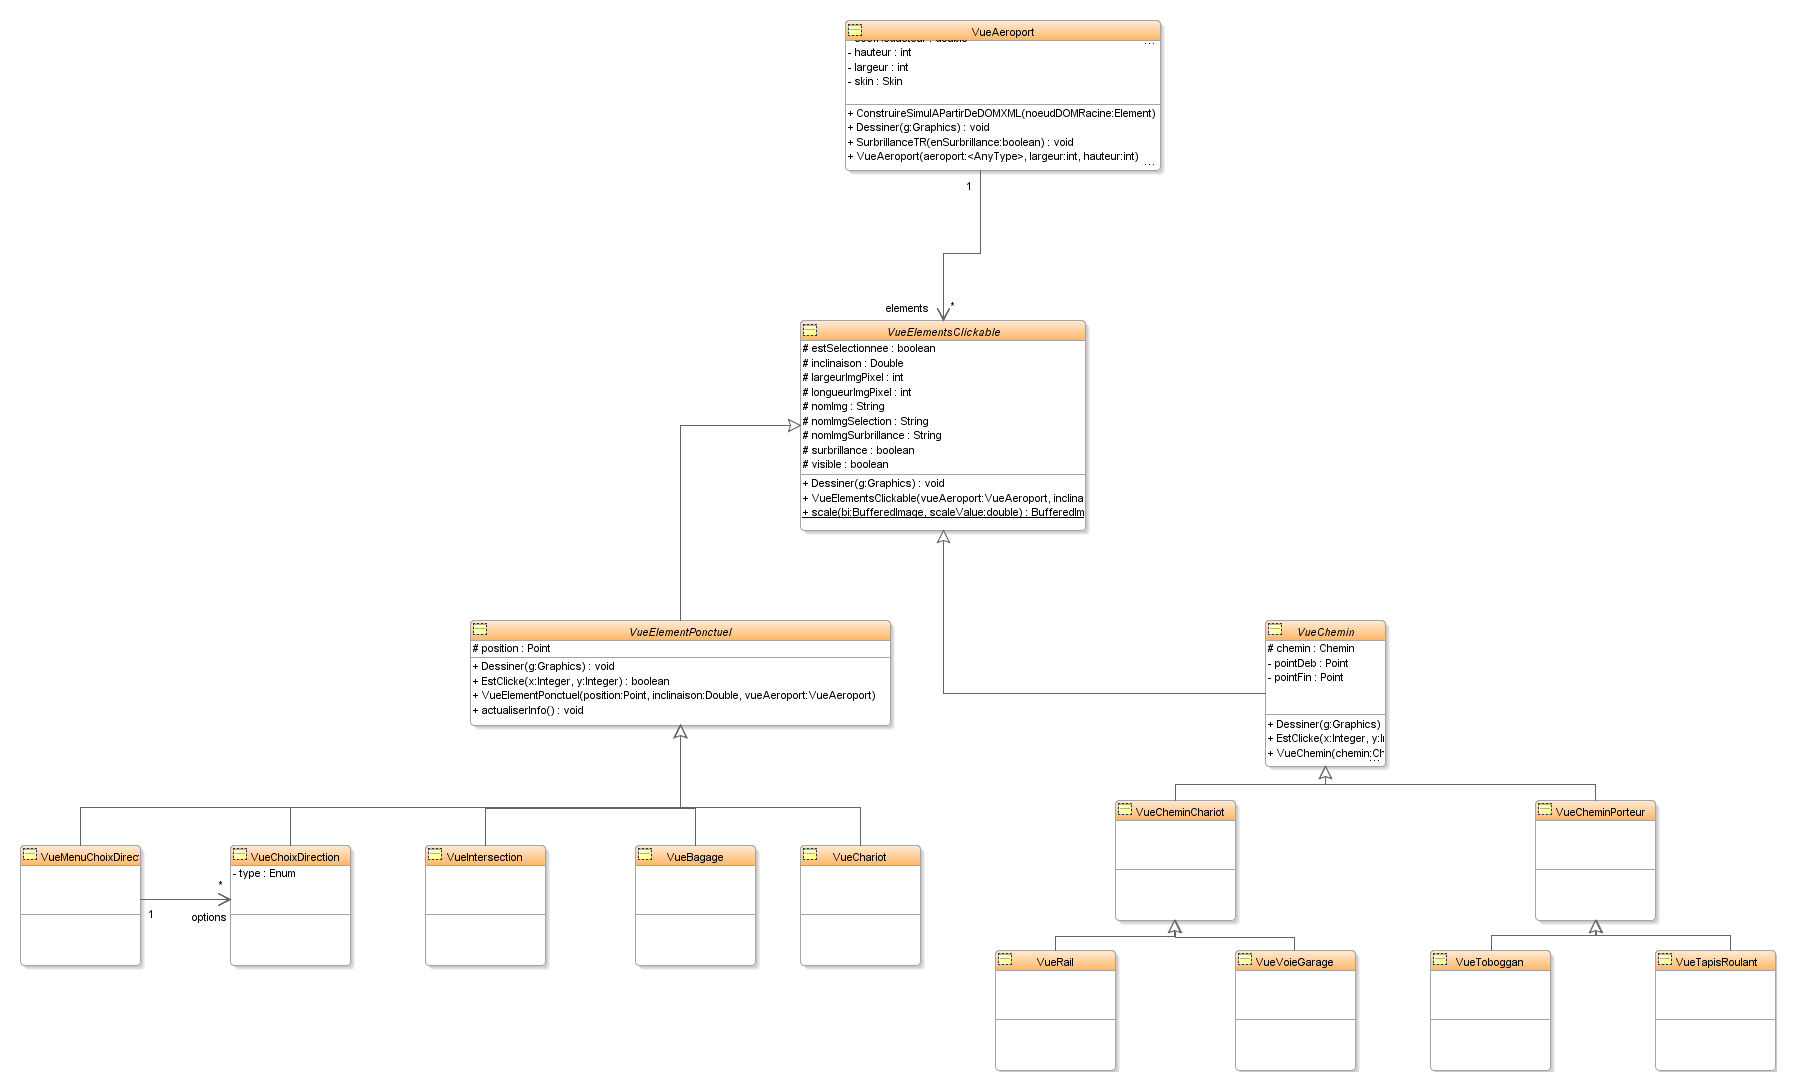 VueAeroport
...
- hauteur : int
- largeur : int
- skin : Skin
+ ConstruireSimulAPartirDeDOMXML(noeudDOMRacine:Element)
+ Dessiner(g:Graphics) : void
+ SurbrillanceTR(enSurbrillance:boolean) : void
+ VueAeroport(aeroport:<AnyType>, largeur:int, hauteur:int)
...
1
elements
*
VueElementsClickable
# estSelectionnee : boolean
# inclinaison : Double
# largeurImgPixel : int
# longueurImgPixel : int
# nomImg : String
# nomImgSelection : String
# nomImgSurbrillance : String
# surbrillance : boolean
# visible : boolean
+ Dessiner(g:Graphics) : void
+ VueElementsClickable(vueAeroport:VueAeroport, inclina
+ scale(bi:BufferedImage, scaleValue:double) : BufferedIm
VueElementPonctuel
# position : Point
+ Dessiner(g:Graphics) : void
+ EstClicke(x:Integer, y:Integer) : boolean
+ VueElementPonctuel(position:Point, inclinaison:Double, vueAeroport:VueAeroport)
+ actualiserInfo() : void
VueChemin
# chemin : Chemin
- pointDeb : Point
- pointFin : Point
+ Dessiner(g:Graphics)
+ EstClicke(x:Integer, y:I
+ VueChemin(chemin:Ch
...
VueCheminChariot
VueCheminPorteur
VueMenuChoixDirec
VueChoixDirection
- type : Enum
*
1
options
VueIntersection
VueBagage
VueChariot
VueRail
VueVoieGarage
VueToboggan
VueTapisRoulant